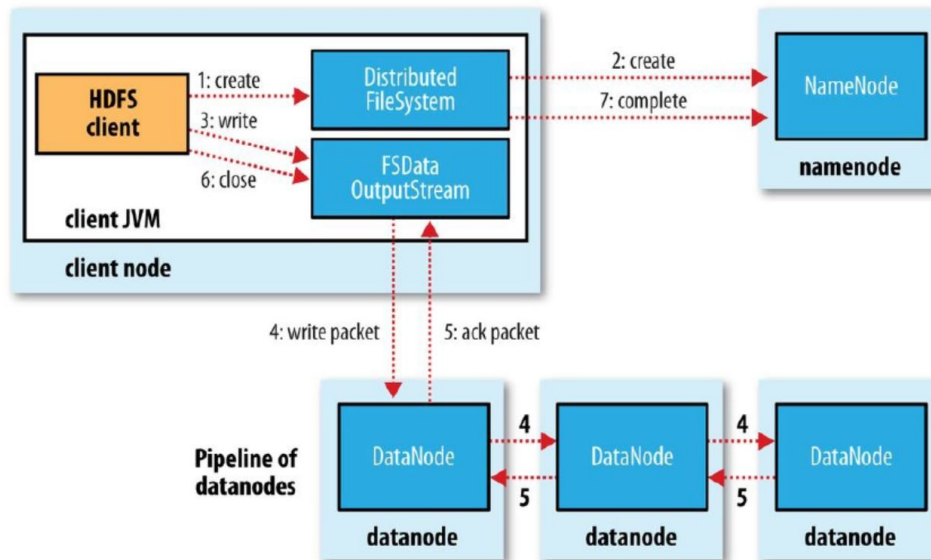 HDFS
client
1: create
3: write
6: close
Distributed
FileSystem
FSData
OutputStream
client JVM
client node
2: create
7: complete
NameNode
namenode
4: write packet
5: ack packet
Pipeline of
datanodes
DataNode
datanode
4
5
DataNode
datanode
4
5
DataNode
datanode